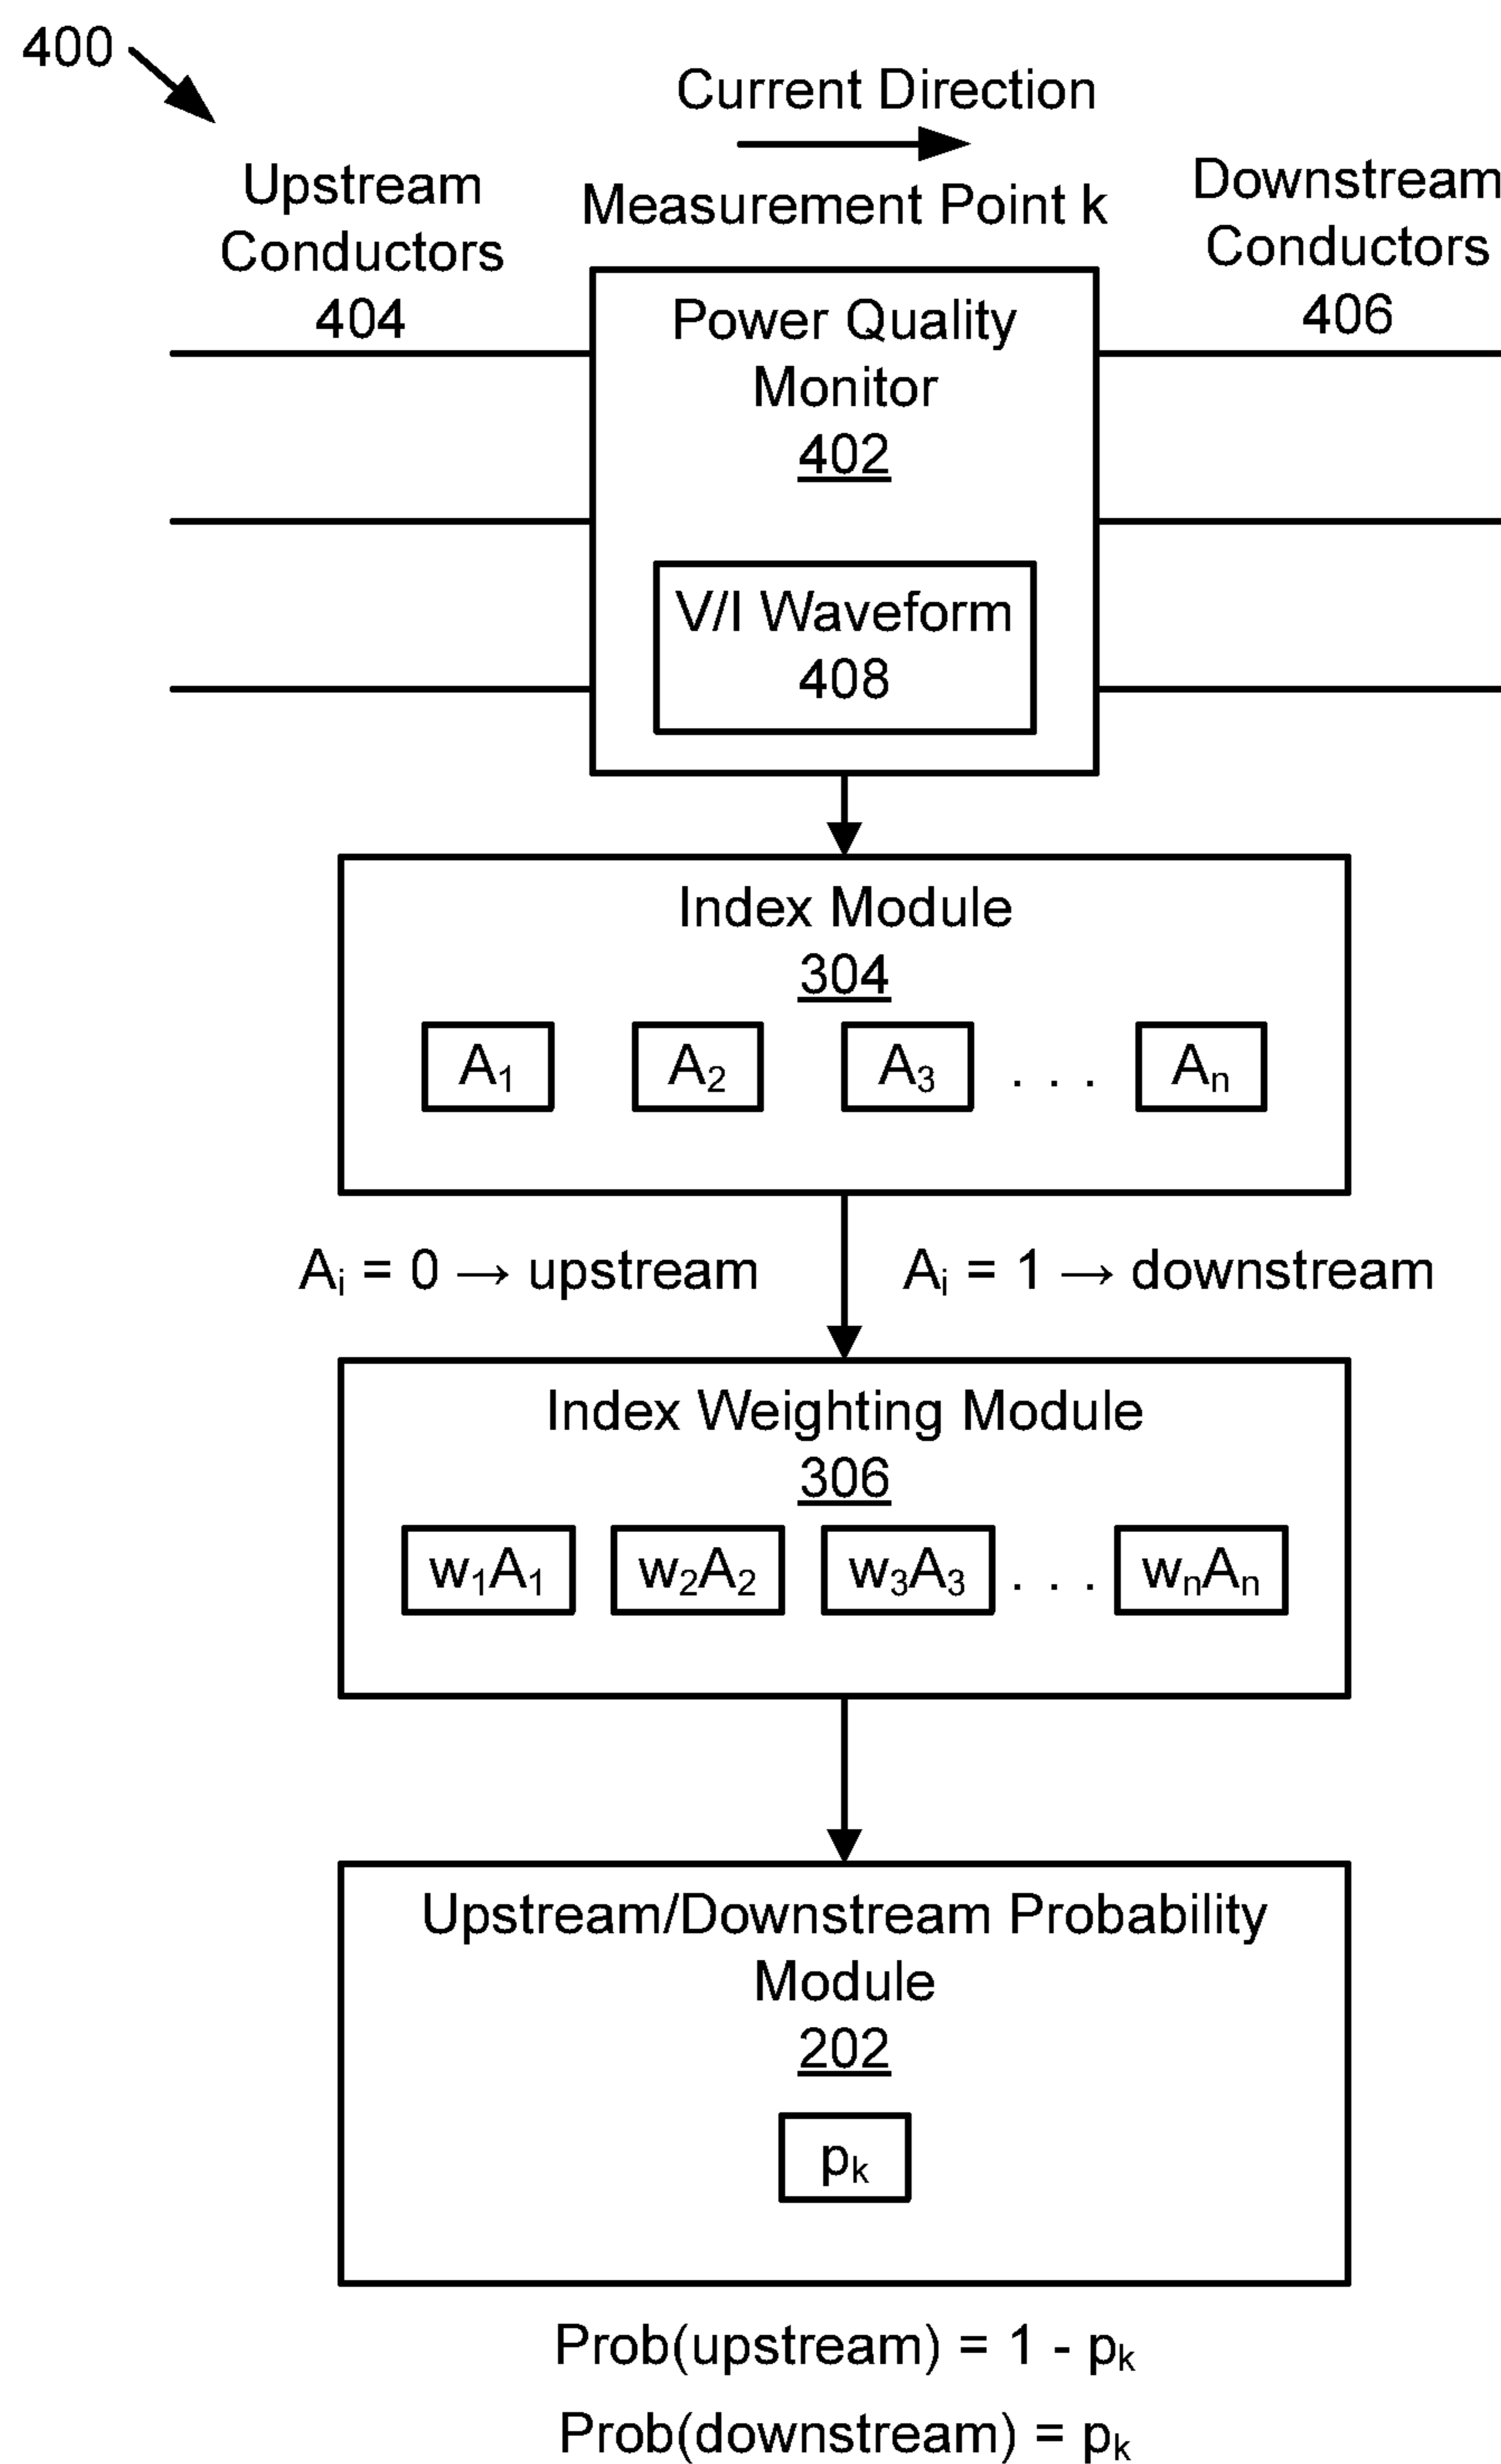 400
Current Direction
Measurement Point k
Upstream
Conductors
404
Downstream
Conductors
406
Power Quality
Monitor
402
V/I Waveform
408
Index Module
304
A₁ A₂ A₃ . . . Aₙ
Aᵢ = 0 → upstream Aᵢ = 1 → downstream
Index Weighting Module
306
w₁A₁ w₂A₂ w₃A₃ . . . wₙAₙ
Upstream/Downstream Probability
Module
202
pₖ
Prob(upstream) = 1 - pₖ
Prob(downstream) = pₖ